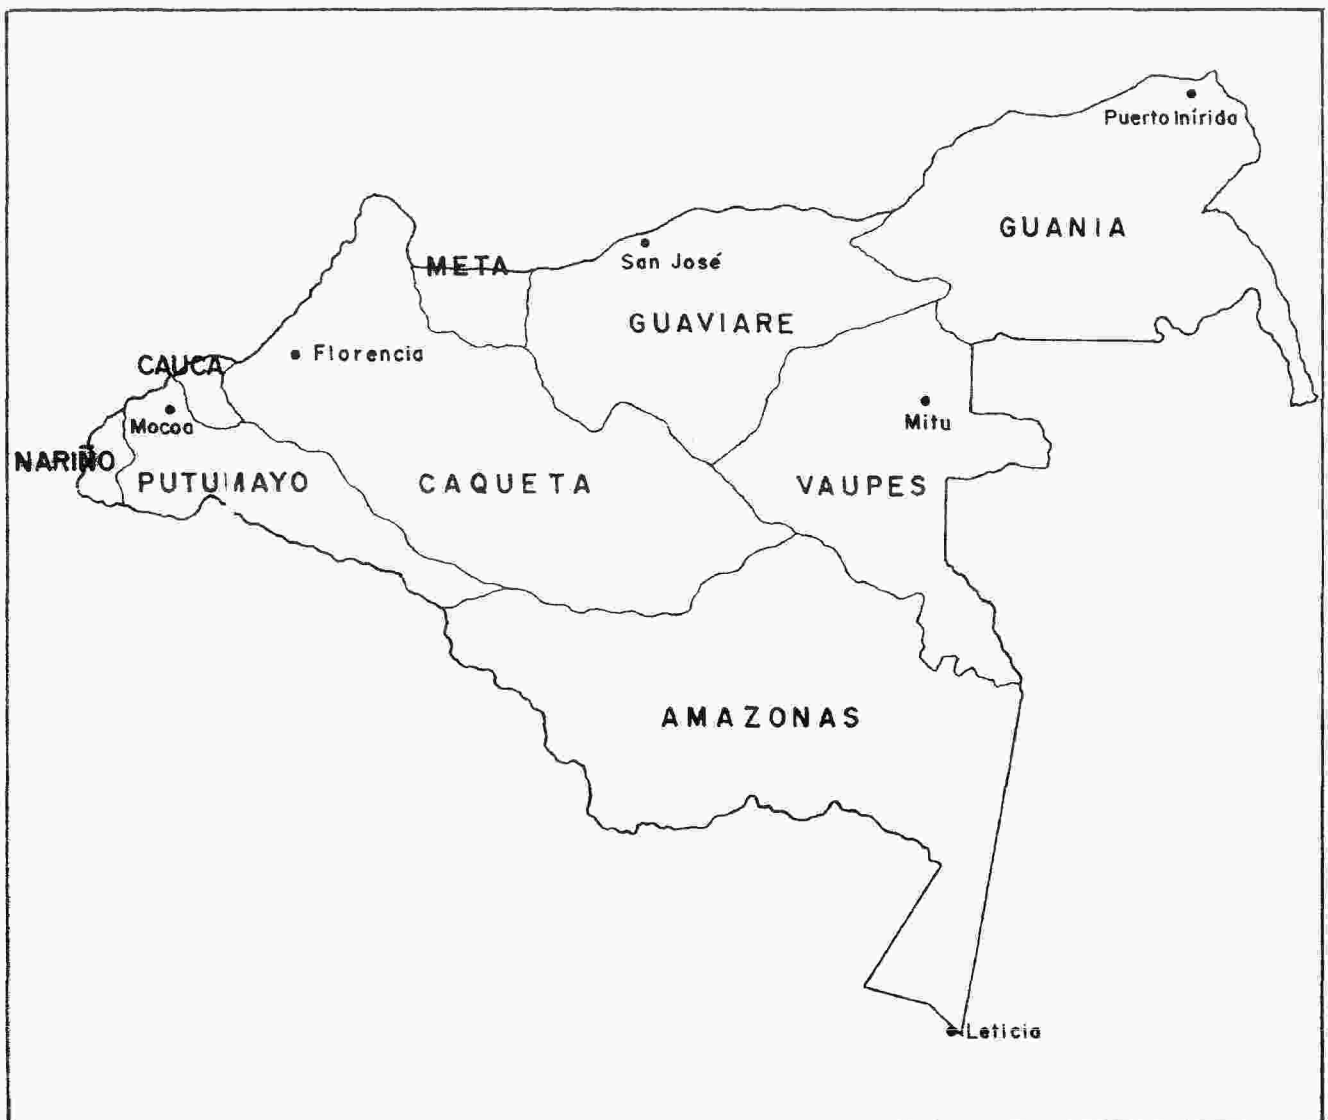 Puerto Inírida
GUANIA
META
San José
GUAVIARE
CAUCA
Florencia
Mocoa
Mitu
NARIÑO
PUTUMAYO
CAQUETA
VAUPES
AMAZONAS
Leticia